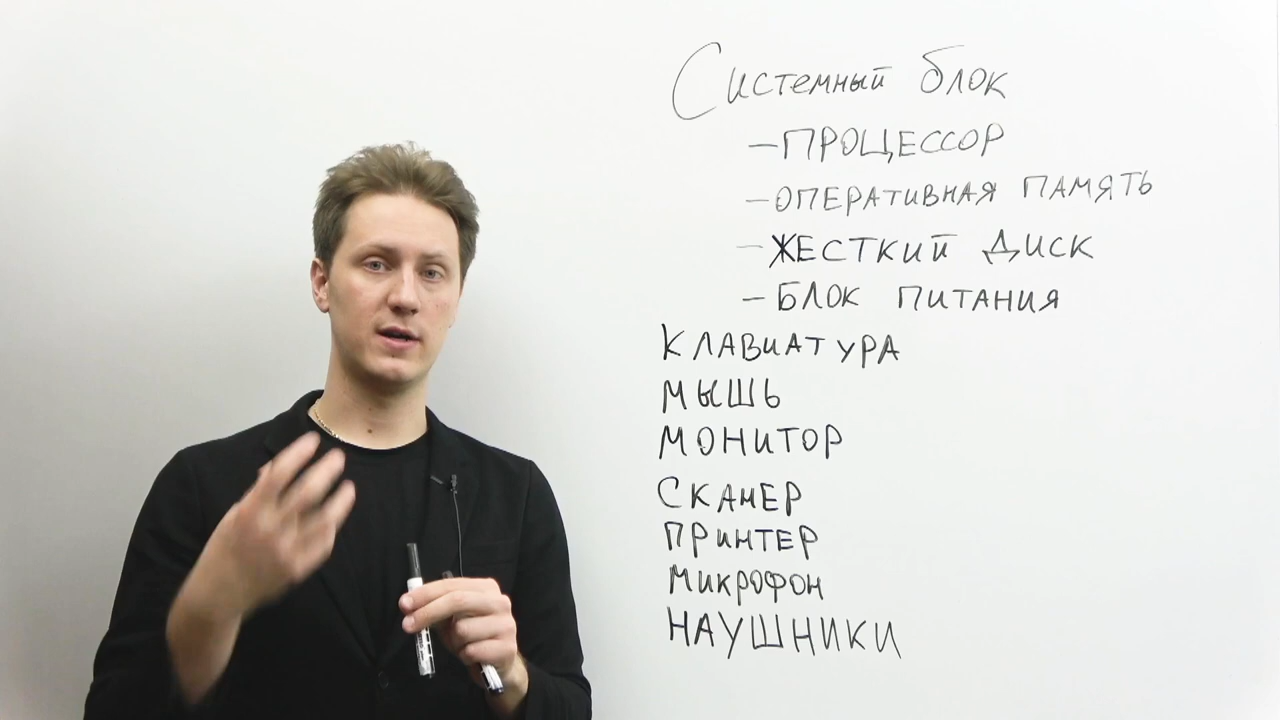 Системный блок
- ПРОЦЕССОР
- ОПЕРАТИВНАЯ ПАМЯТЬ
- ЖЕСТКИЙ ДИСК
- БЛОК ПИТАНИЯ
КЛАВИАТУРА
МЫШЬ
МОНИТОР
СКАНЕР
ПРИНТЕР
МИКРОФОН
НАУШНИКИ